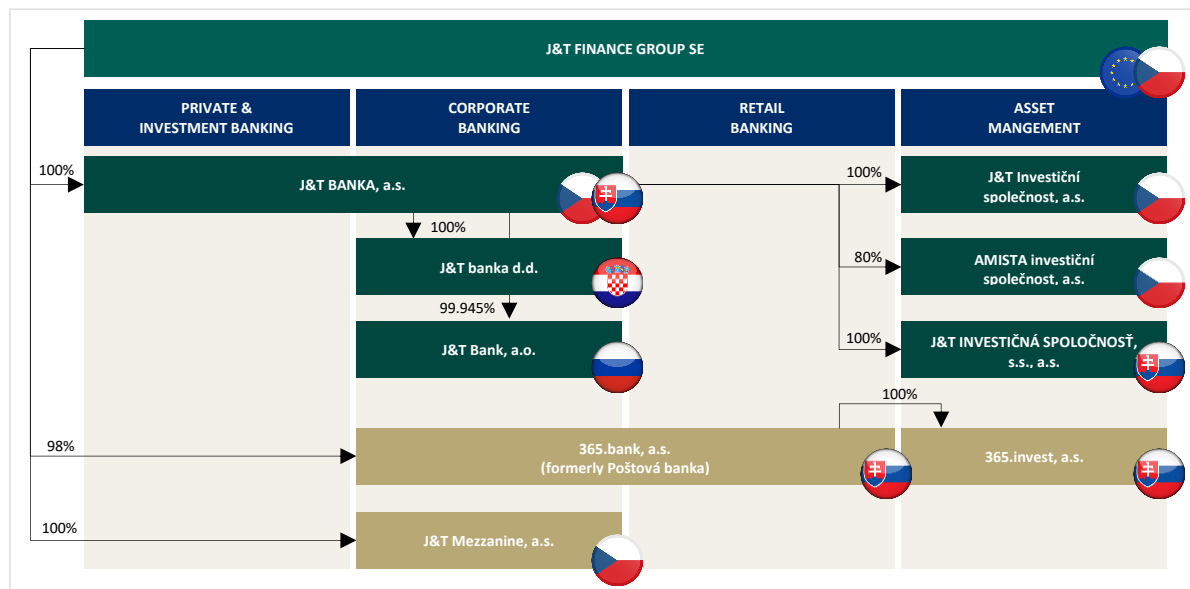 J&T FINANCE GROUP SE
PRIVATE &
INVESTMENT BANKING
CORPORATE
BANKING
RETAIL
BANKING
ASSET
MANGEMENT
100%
J&T BANKA, a.s.
100%
J&T Investiční
společnost, a.s.
100%
J&T banka d.d.
80%
AMISTA investiční
společnost, a.s.
99.945%
J&T Bank, a.o.
100%
J&T INVESTIČNÁ SPOLOČNOSŤ,
s.s., a.s.
100%
98%
365.bank, a.s.
(formerly Poštová banka)
365.invest, a.s.
100%
J&T Mezzanine, a.s.